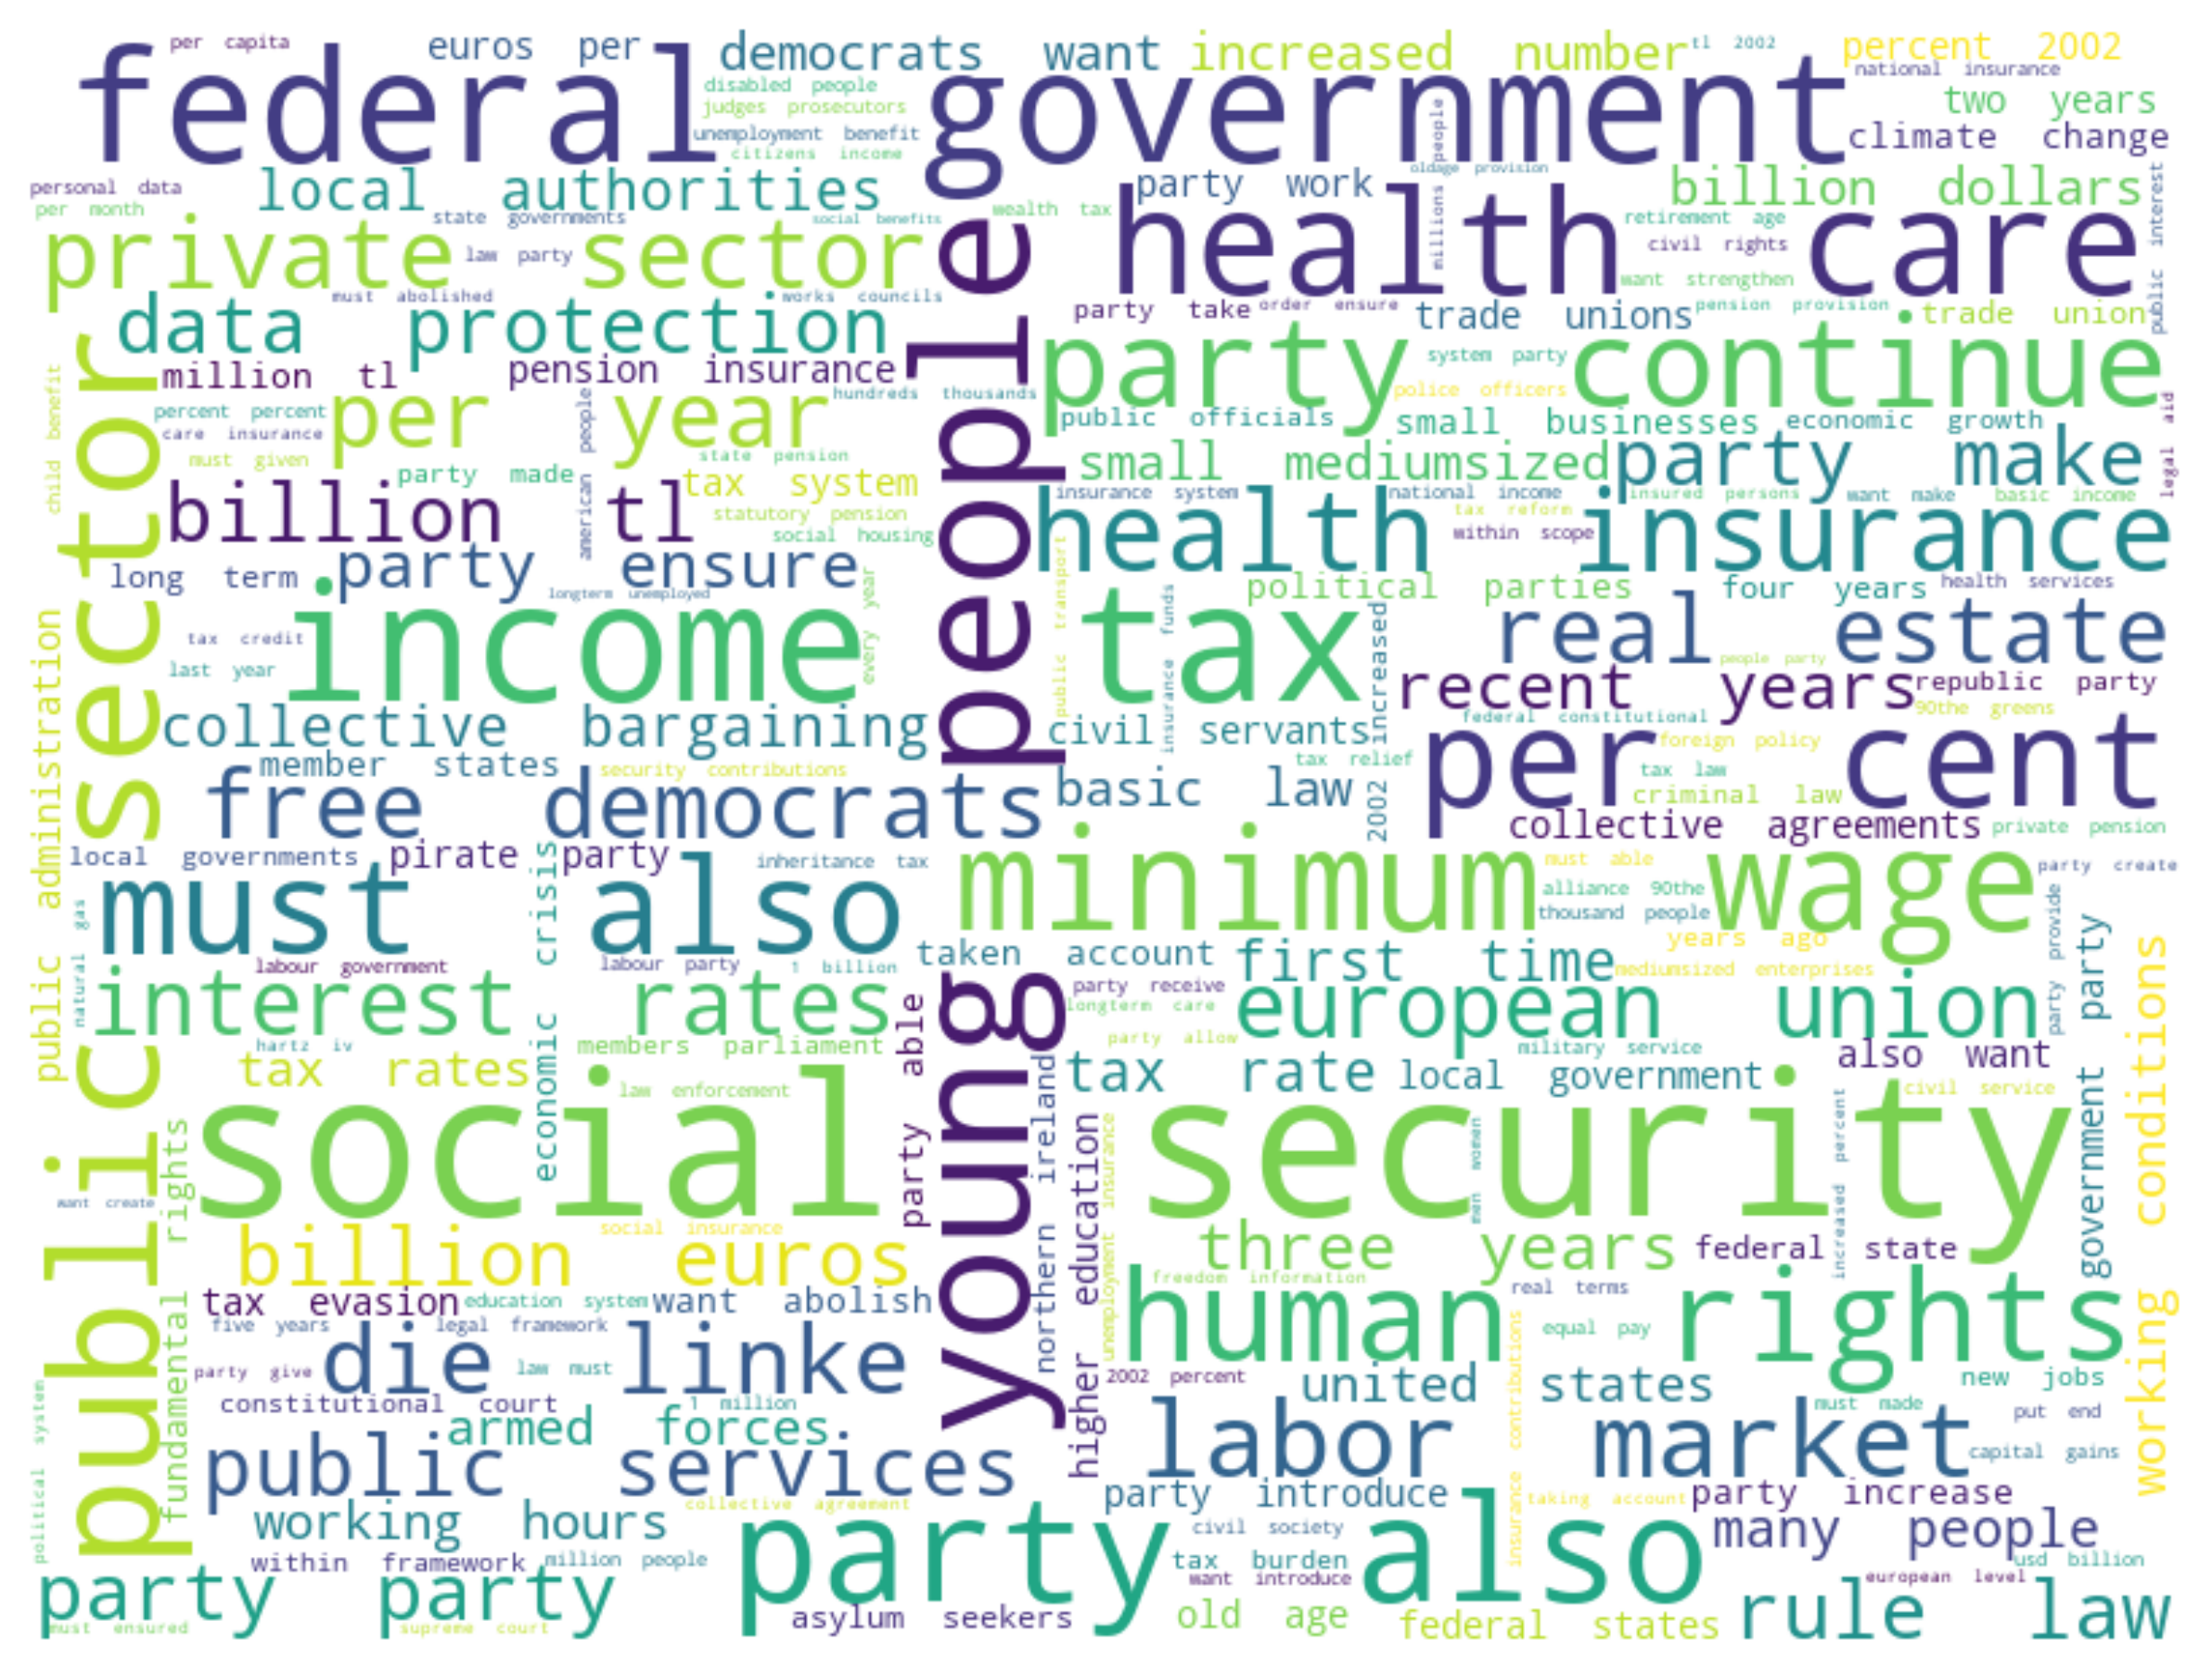 per capita
euros per
democrats want
increased number
tl 2002
percent 2002
federal government
disabled people
judges prosecutors
unemployment benefit
citizens income
national insurance
two years
climate change
personal data
per month
local authorities
state governments
social benefits
wealth tax
party work
oldage provision
millions people
billion dollars
public interest
private sector
law party
health care
retirement age
civil rights
want strengthen
must abolished
works councils
data protection
party take
order ensure
trade unions
pension provision
trade union
million tl
pension insurance
hundreds thousands
party continue
system party
police officers
child benefit
percent percent
care insurance
per year
american people
public officials
small businesses
economic growth
legal aid
must given
party made
state pension
tax system
small mediumsized
party make
billion tl
statutory pension
social housing
insurance system
national income
insured persons
want make
basic income
tax reform
within scope
health insurance
long term
party ensure
longterm unemployed
every year
political parties
four years
health services
public sector
public administration
tax credit
last year
income tax
public transport
insurance funds
2002 increased
real estate
people party
recent years
republic party
90the greens
collective bargaining
civil servants
federal constitutional
foreign policy
per cent
tax relief
tax law
criminal law
member states
security contributions
free democrats
basic law
collective agreements
private pension
young people
local governments
pirate party
inheritance tax
economic crisis
must also
minimum wage
must able
alliance 90the
thousand people
party create
party provide
natural gas
labour government
labour party
1 billion
taken account
first time
years ago
mediumsized enterprises
government party
working conditions
interest rates
party able
party receive
longterm care
party allow
european union
hartz iv
members parliament
military service
also want
tax rates
law enforcement
tax rate
local government
civil service
social security
northern ireland
higher education
unemployment insurance
men women
increased percent
fundamental rights
want create
social insurance
billion euros
three years
federal state
freedom information
real terms
tax evasion
education system
want abolish
human rights
five years
legal framework
equal pay
insurance contributions
party give
die linke
law must
2002 percent
united states
new jobs
political system
constitutional court
1 million
must made
put end
armed forces
labor market
capital gains
public services
party introduce
taking account
party increase
working hours
collective agreement
party also
civil society
many people
within framework
million people
tax burden
usd billion
want introduce
european level
party party
must ensured
supreme court
asylum seekers
old age
federal states
rule law